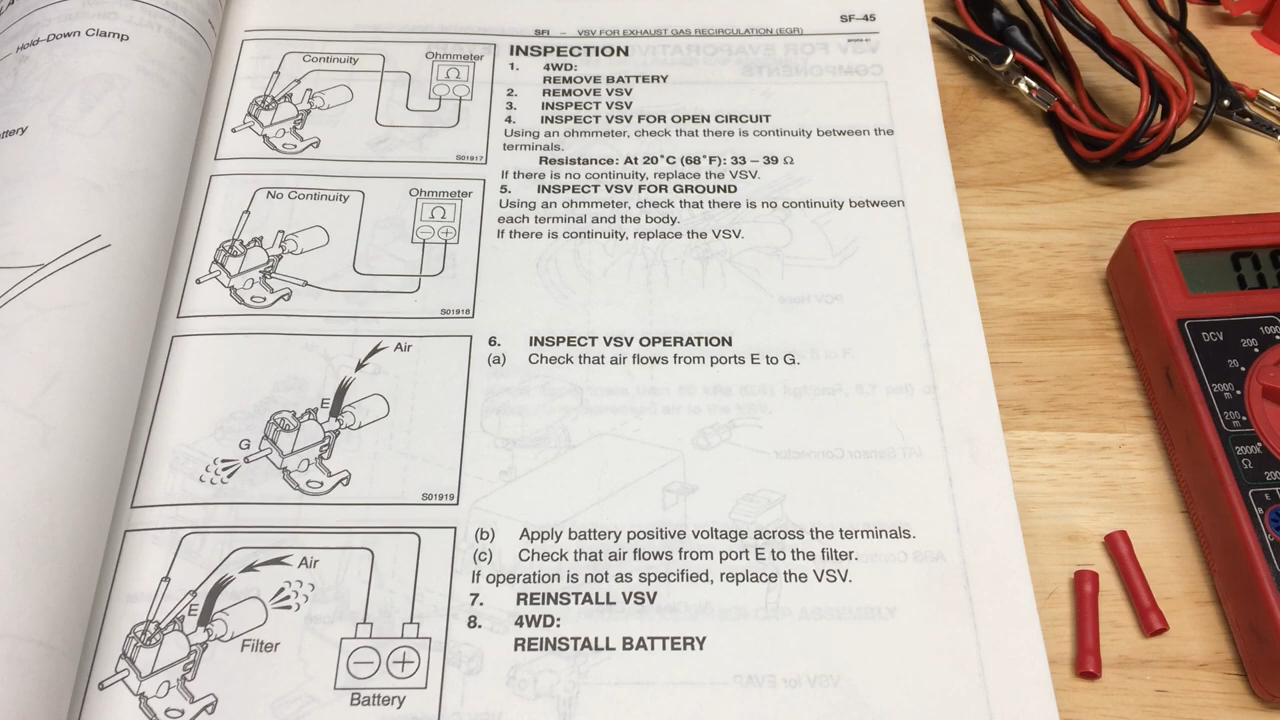 Hold–Down Clamp
SF–45
SFI – VSV FOR EXHAUST GAS RECIRCULATION (EGR)
Continuity
Ohmmeter
Ω
S01917
INSPECTION
1. 4WD:
REMOVE BATTERY
2. REMOVE VSV
3. INSPECT VSV
4. INSPECT VSV FOR OPEN CIRCUIT
Using an ohmmeter, check that there is continuity between the
terminals.
Resistance: At 20°C (68°F): 33 – 39 Ω
If there is no continuity, replace the VSV.
No Continuity
Ohmmeter
Ω
− +
S01918
5. INSPECT VSV FOR GROUND
Using an ohmmeter, check that there is no continuity between
each terminal and the body.
If there is continuity, replace the VSV.
Air
E
G
S01919
6. INSPECT VSV OPERATION
(a) Check that air flows from ports E to G.
Air
E
Filter
− +
Battery
(b) Apply battery positive voltage across the terminals.
(c) Check that air flows from port E to the filter.
If operation is not as specified, replace the VSV.
7. REINSTALL VSV
8. 4WD:
REINSTALL BATTERY
DCV
1000
200
20
2000
m
200
m
2000K
Ω
200
E
B
C